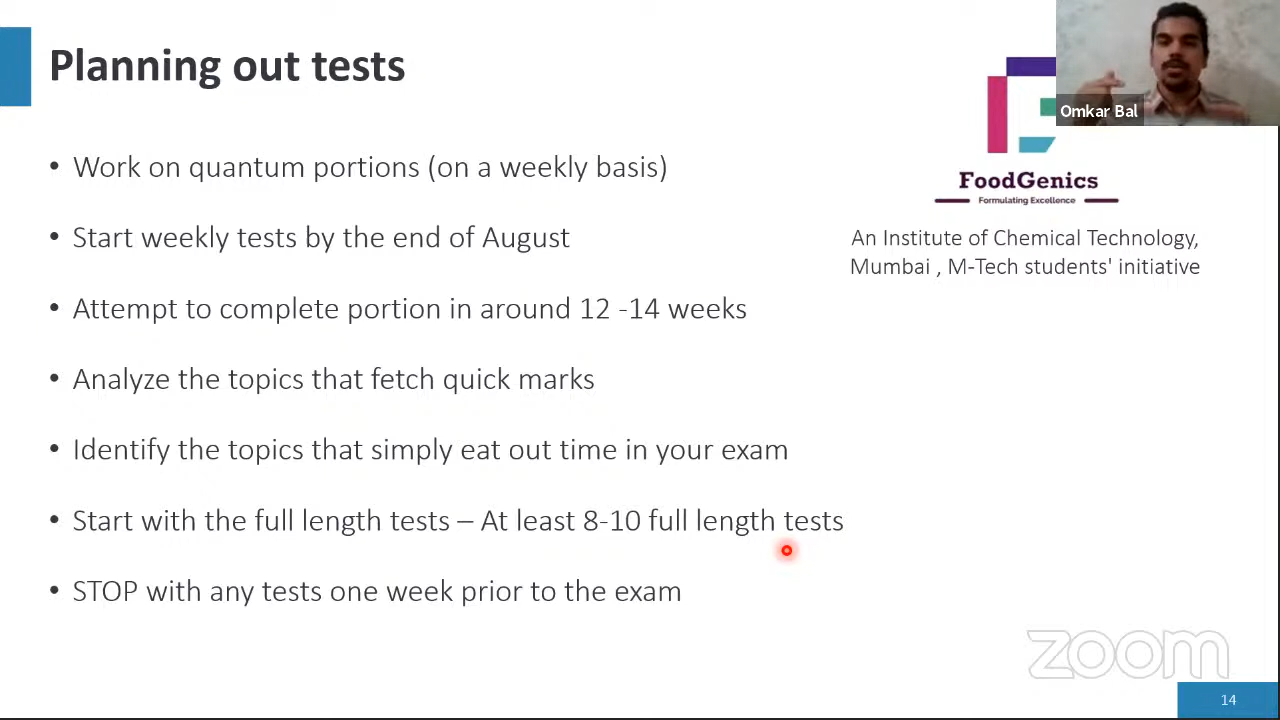 Planning out tests
• Work on quantum portions (on a weekly basis)
• Start weekly tests by the end of August
• Attempt to complete portion in around 12 -14 weeks
• Analyze the topics that fetch quick marks
• Identify the topics that simply eat out time in your exam
• Start with the full length tests – At least 8-10 full length tests
• STOP with any tests one week prior to the exam
Omkar Bal
FoodGenics
Formulating Excellence
An Institute of Chemical Technology,
Mumbai , M-Tech students' initiative
zoom
14